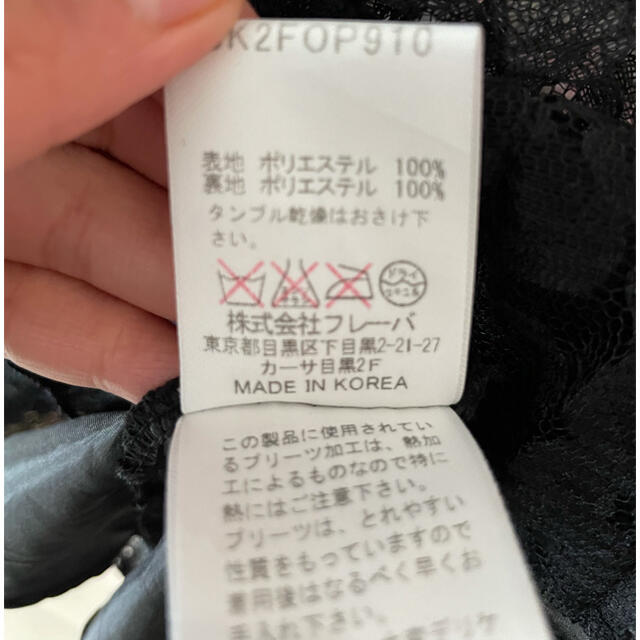 K2FOP910
表地 ポリエステル 100%
裏地 ポリエステル 100%
タンブル乾燥はおさけ下
さい。
ドライ
株式会社フレーバ
東京都目黒区下目黒2-21-27
カーサ目黒2F
MADE IN KOREA
この製品に使用されてい
るプリーツ加工は、熱加
工によるものなので特に
熱にはご注意下さい。
プリーツは、とれやすい
性質をもっていますので
着用後はなるべく早くお
手入れ下さい。